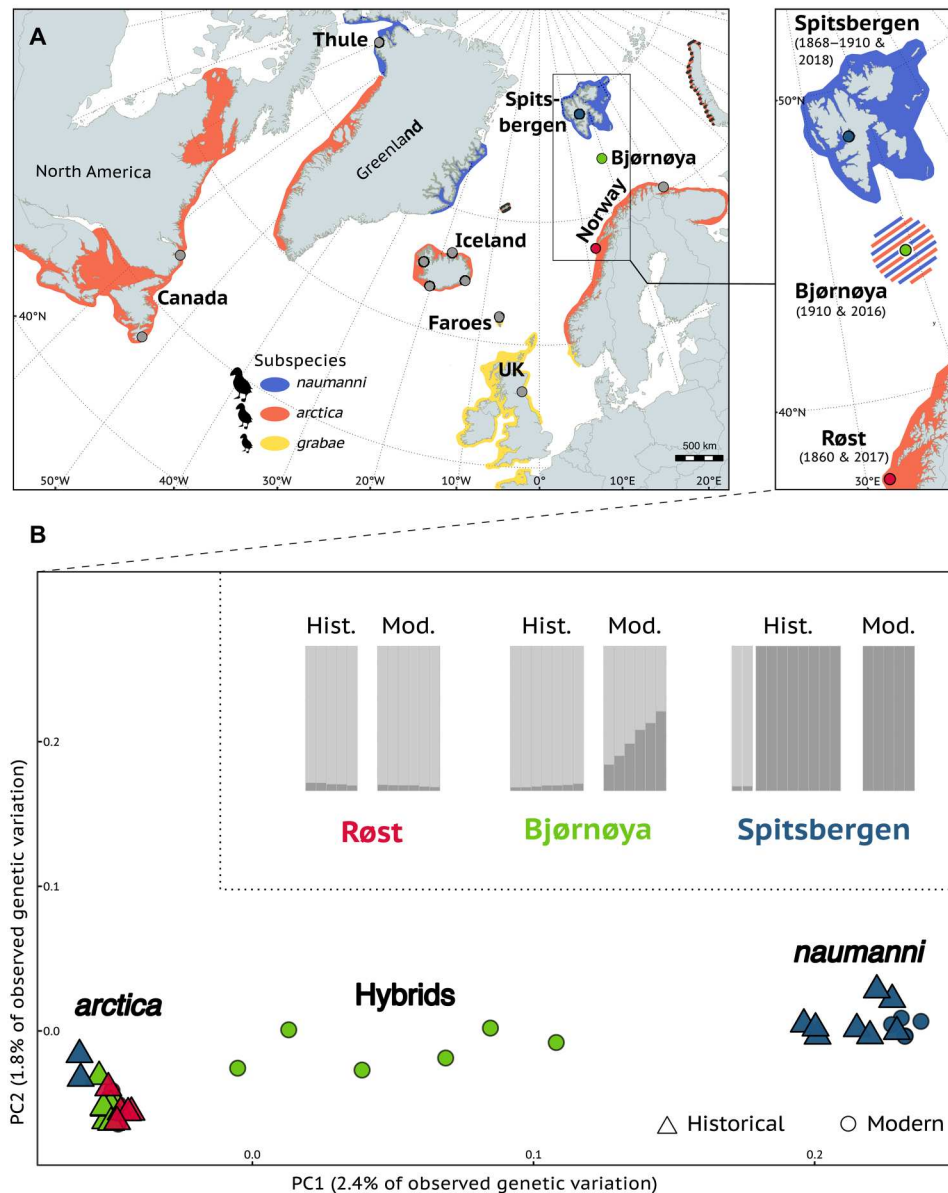 A
Thule
Spits-
bergen
Bjørnøya
North America
Greenland
Norway
Iceland
Canada
Faroes
40°N
UK
Subspecies
naumanni
arctica
grabae
500 km
50°W
40°W
30°W
20°W
10°W
0°
10°E
20°E
Spitsbergen
(1868–1910 &
2018)
50°N
Bjørnøya
(1910 & 2016)
40°N
Røst
(1860 & 2017)
30°E
B
Hist.
Mod.
Hist.
Mod.
Hist.
Mod.
Røst
Bjørnøya
Spitsbergen
0.2
0.1
0.0
PC2 (1.8% of observed genetic variation)
arctica
Hybrids
naumanni
Historical
Modern
0.0
0.1
0.2
PC1 (2.4% of observed genetic variation)